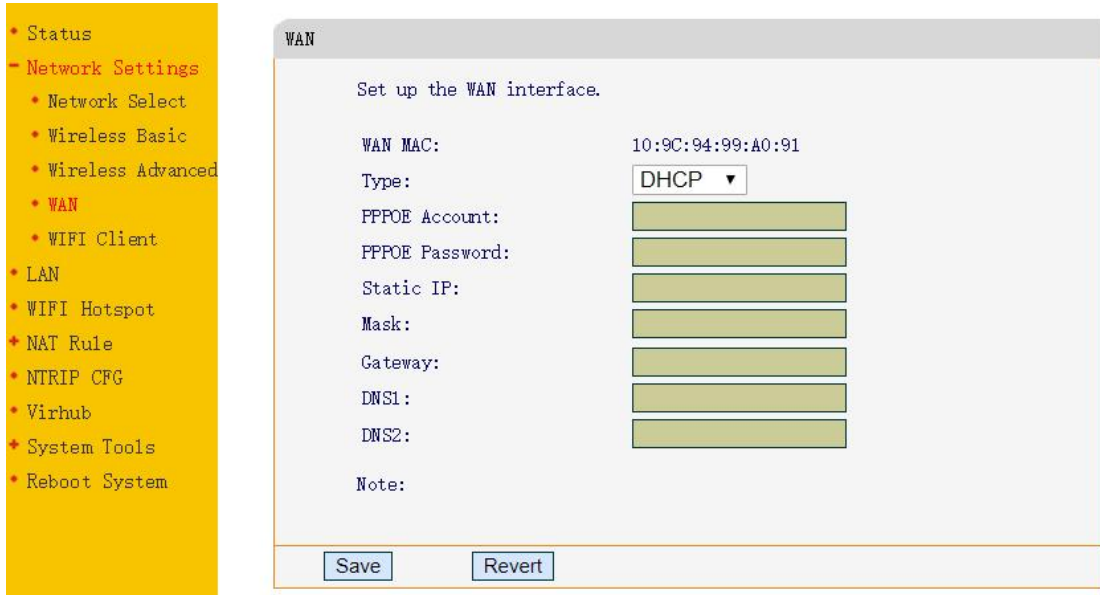 Status
Network Settings
Network Select
Wireless Basic
Wireless Advanced
WAN
WIFI Client
LAN
WIFI Hotspot
NAT Rule
NTRIP CFG
Virhub
System Tools
Reboot System
WAN
Set up the WAN interface.
WAN MAC: 10:9C:94:99:A0:91
Type: DHCP
PPPOE Account:
PPPOE Password:
Static IP:
Mask:
Gateway:
DNS1:
DNS2:
Note:
Save Revert